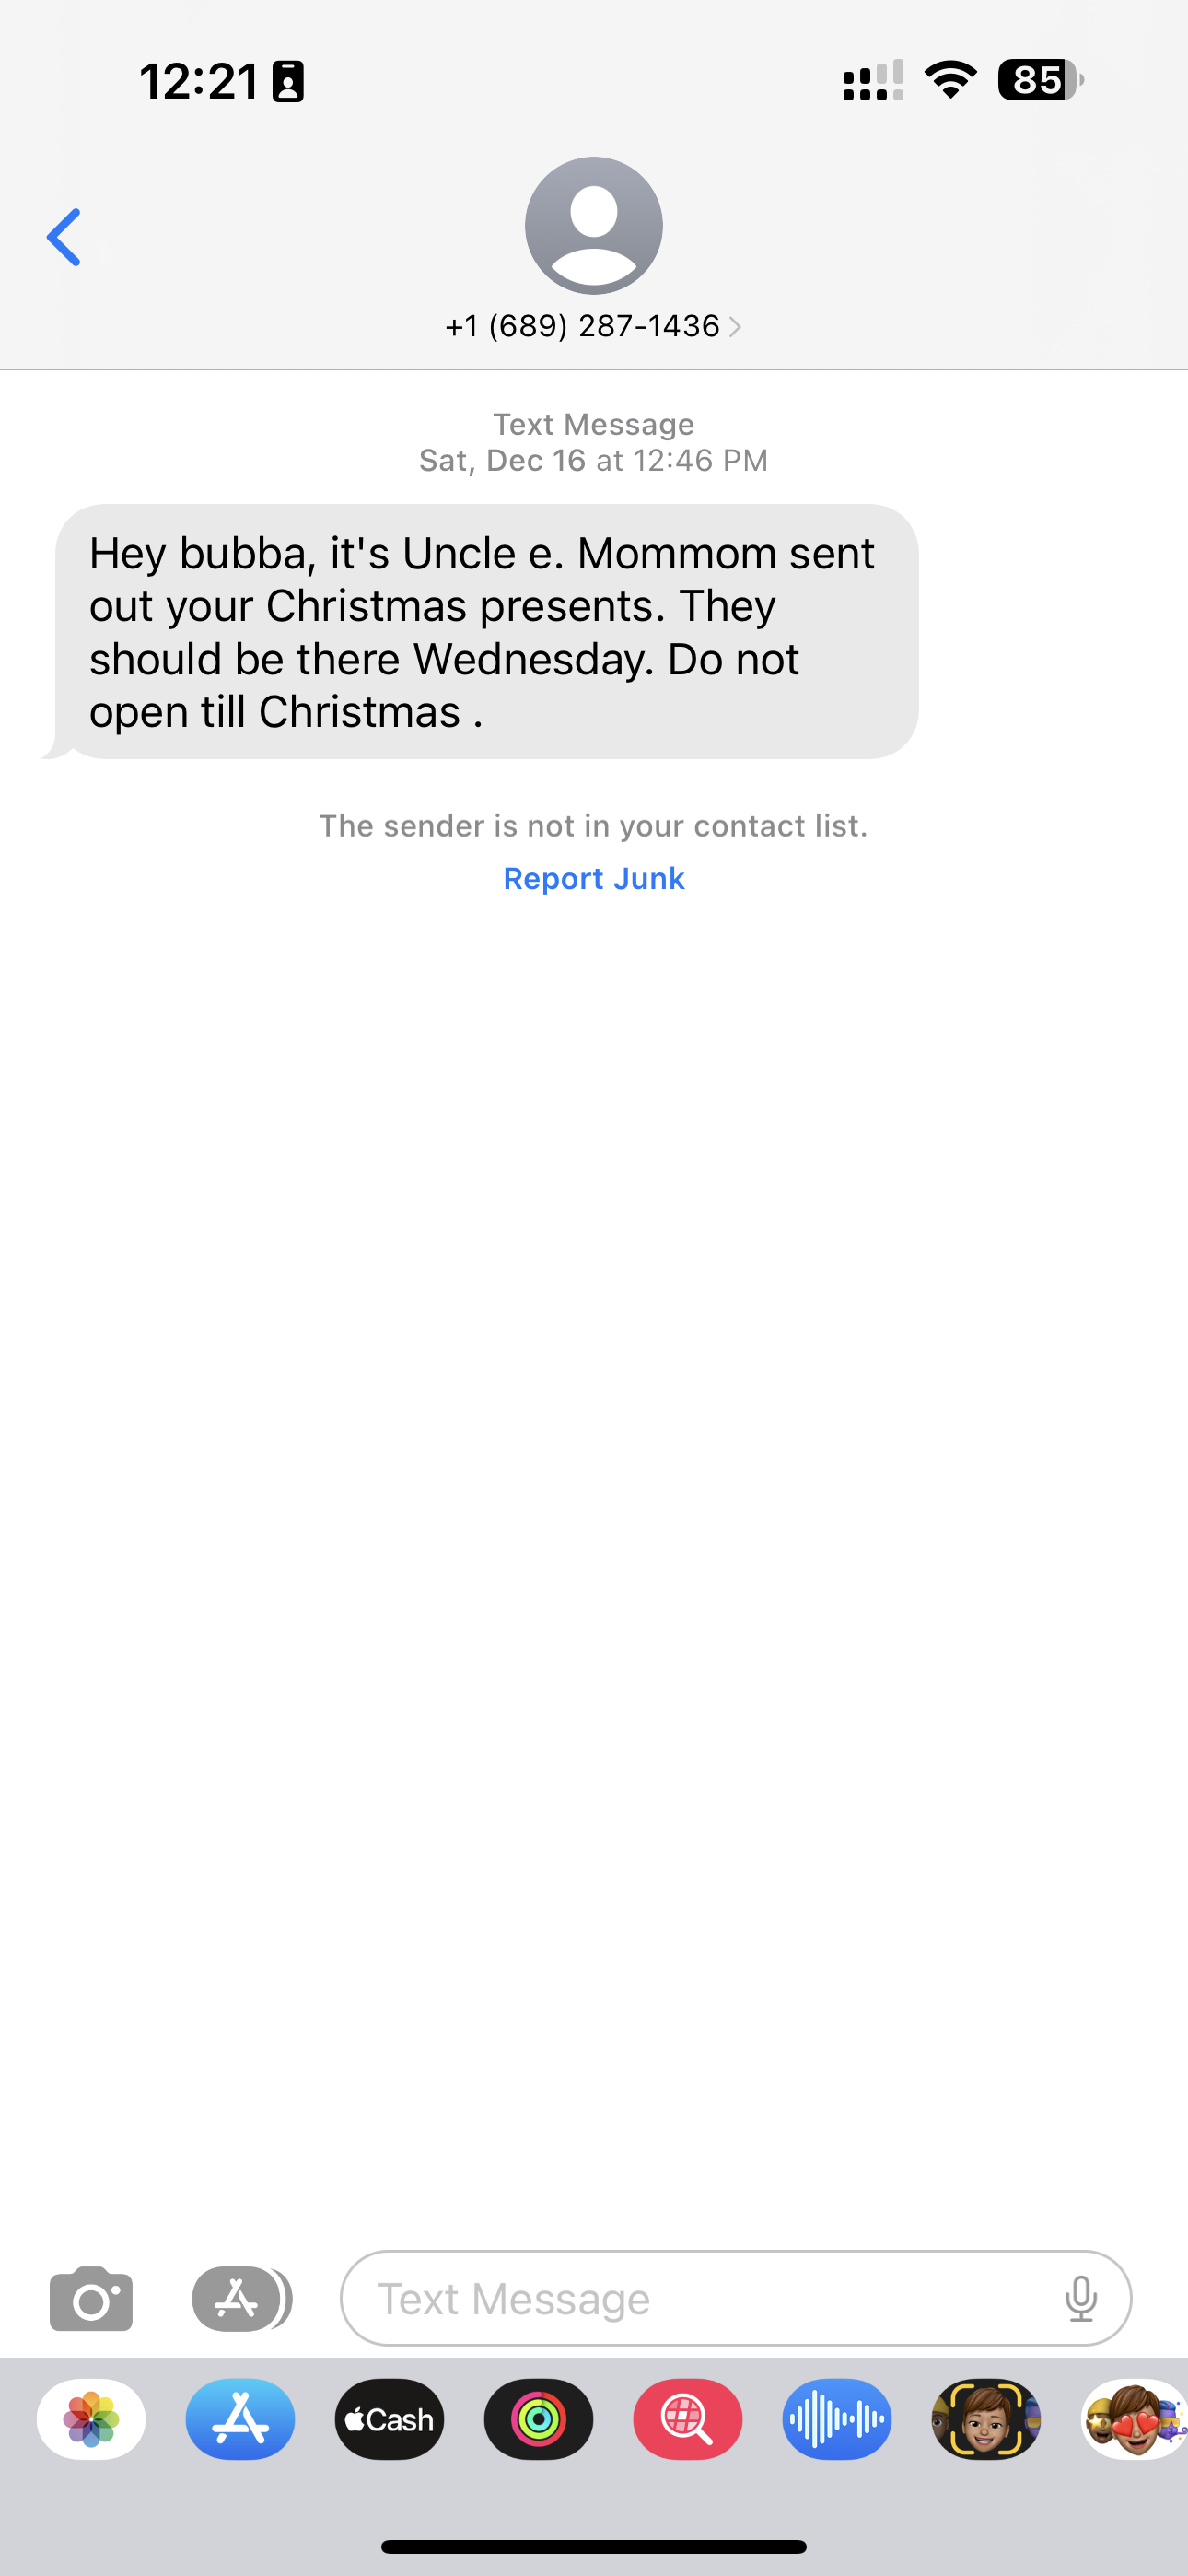 12:21
85
+1 (689) 287-1436
Text Message
Sat, Dec 16 at 12:46 PM
Hey bubba, it's Uncle e. Mommom sent
out your Christmas presents. They
should be there Wednesday. Do not
open till Christmas .
The sender is not in your contact list.
Report Junk
Text Message
Cash